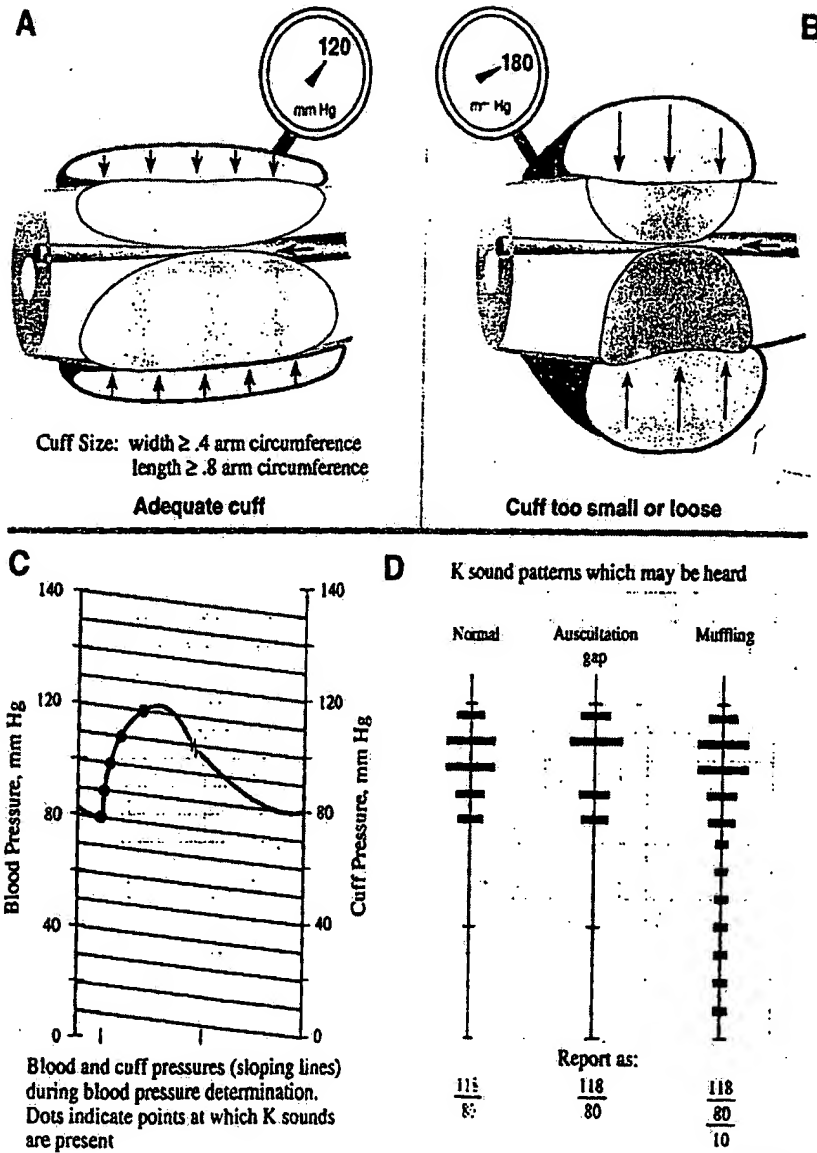 A
120
mm Hg
180
Hg
B
Cuff Size: width ≥ .4 arm circumference
length ≥ .8 arm circumference
Adequate cuff
Cuff too small or loose
C
140
120
80
40
0
Blood Pressure, mm Hg
140
120
80
40
0
Cuff Pressure, mm Hg
Blood and cuff pressures (sloping lines)
during blood pressure determination.
Dots indicate points at which K sounds
are present
D
K sound patterns which may be heard
Normal
Auscultation
gap
Muffling
Report as:
118
80
118
80
10